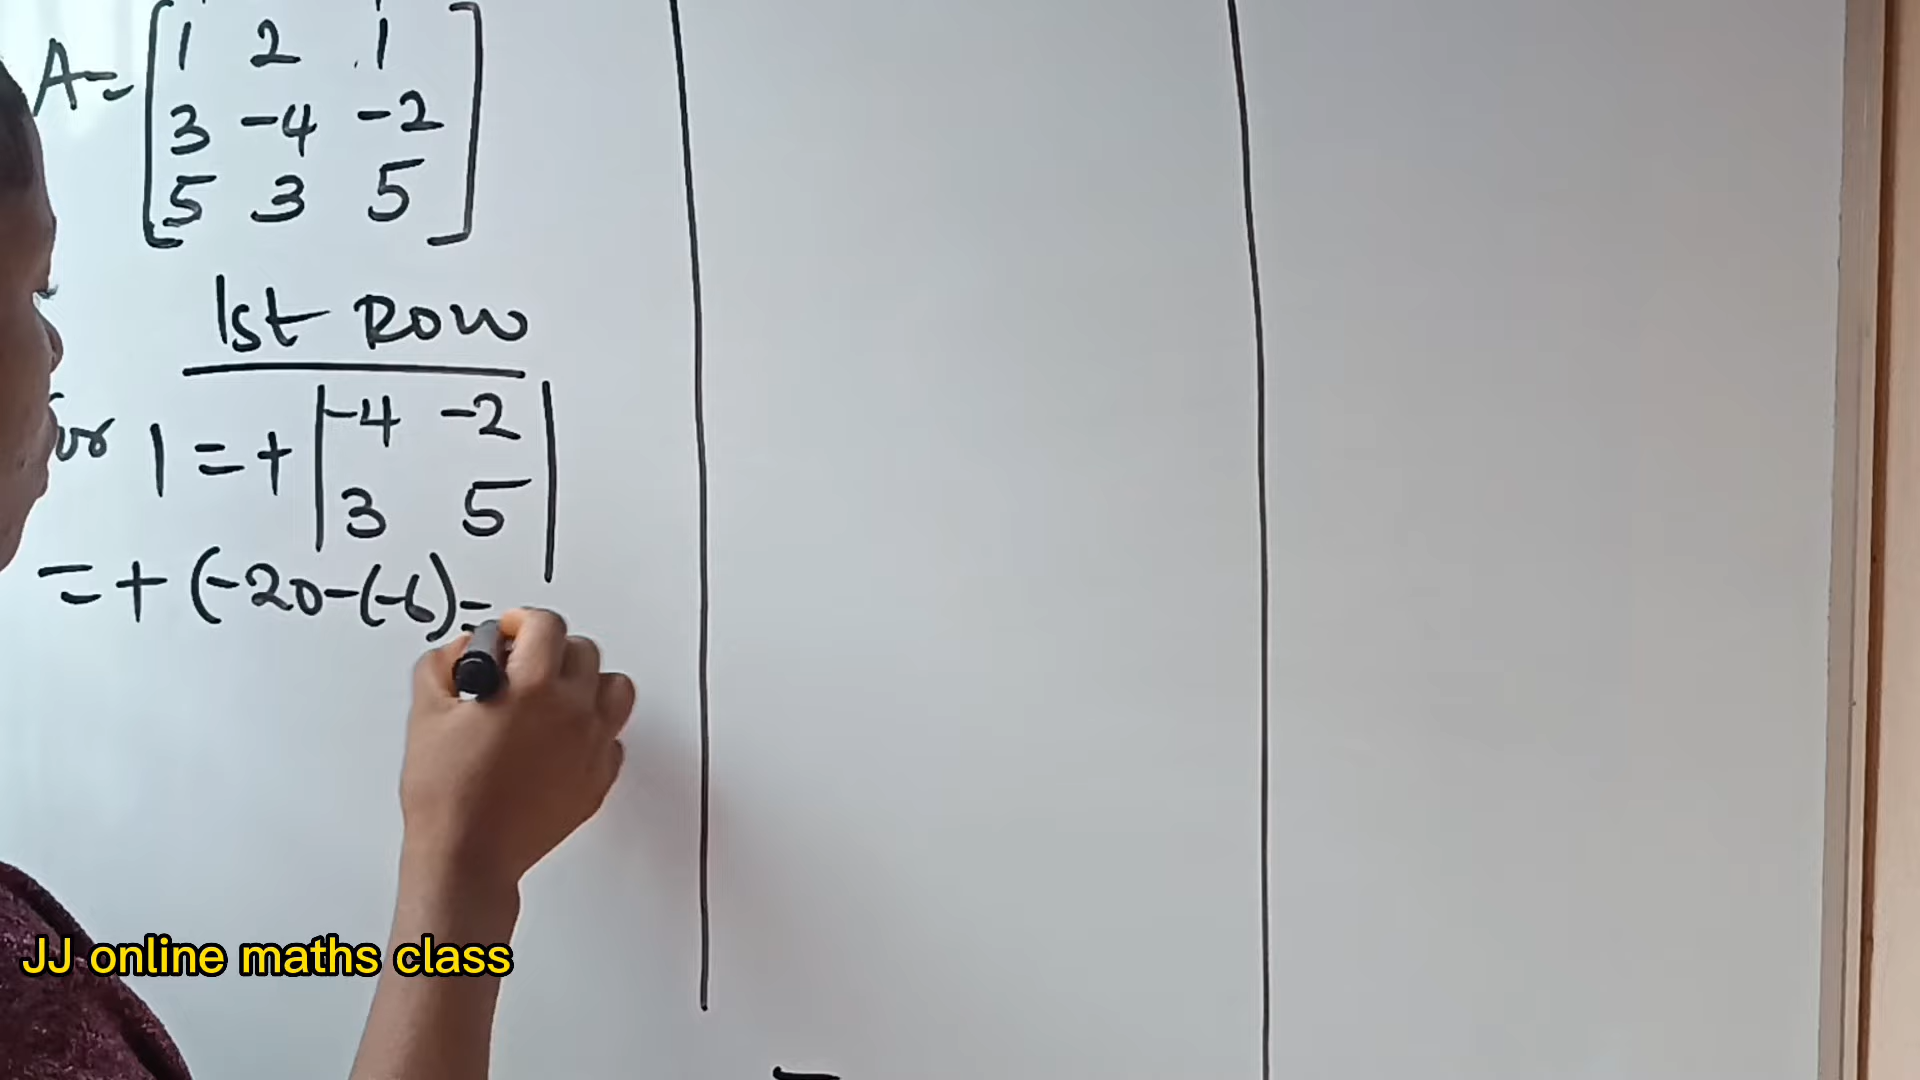 A= [1 2 1
3 -4 -2
5 3 5]
1st Row
for 1 = + |-4 -2
3 5|
= + (-20-(-6) =
JJ online maths class